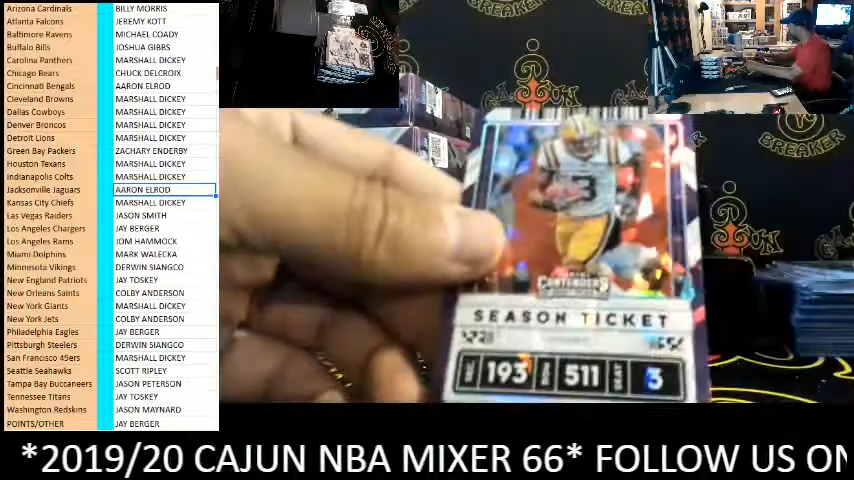 Arizona Cardinals BILLY MORRIS
Atlanta Falcons JEREMY KOTT
Baltimore Ravens MICHAEL COADY
Buffalo Bills JOSHUA GIBBS
Carolina Panthers MARSHALL DICKEY
Chicago Bears CHUCK DELCROIX
Cincinnati Bengals AARON ELROD
Cleveland Browns MARSHALL DICKEY
Dallas Cowboys MARSHALL DICKEY
Denver Broncos MARSHALL DICKEY
Detroit Lions MARSHALL DICKEY
Green Bay Packers ZACHARY ENDERBY
Houston Texans MARSHALL DICKEY
Indianapolis Colts MARSHALL DICKEY
Jacksonville Jaguars AARON ELROD
Kansas City Chiefs MARSHALL DICKEY
Las Vegas Raiders JASON SMITH
Los Angeles Chargers JAY BERGER
Los Angeles Rams JOM HAMMOCK
Miami Dolphins MARK WALECKA
Minnesota Vikings DERWIN SIANGCO
New England Patriots JAY TOSKEY
New Orleans Saints COLBY ANDERSON
New York Giants MARSHALL DICKEY
New York Jets COLBY ANDERSON
Philadelphia Eagles JAY BERGER
Pittsburgh Steelers DERWIN SIANGCO
San Francisco 49ers MARSHALL DICKEY
Seattle Seahawks SCOTT RIPLEY
Tampa Bay Buccaneers JASON PETERSON
Tennessee Titans JAY TOSKEY
Washington Redskins JASON MAYNARD
POINTS/OTHER JAY BERGER
BREAKER
CONTENDERS
SEASON TICKET
193 511 3
*2019/20 CAJUN NBA MIXER 66* FOLLOW US ON